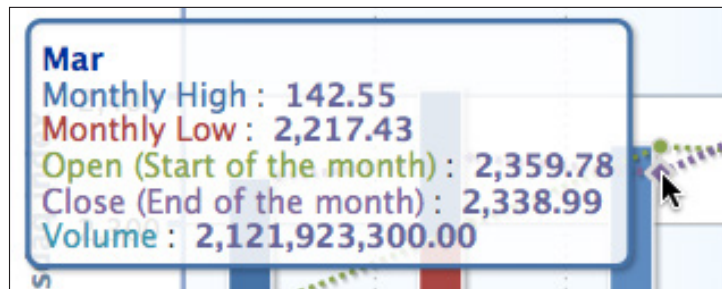 Mar
Monthly High : 142.55
Monthly Low : 2,217.43
Open (Start of the month) : 2,359.78
Close (End of the month) : 2,338.99
Volume : 2,121,923,300.00